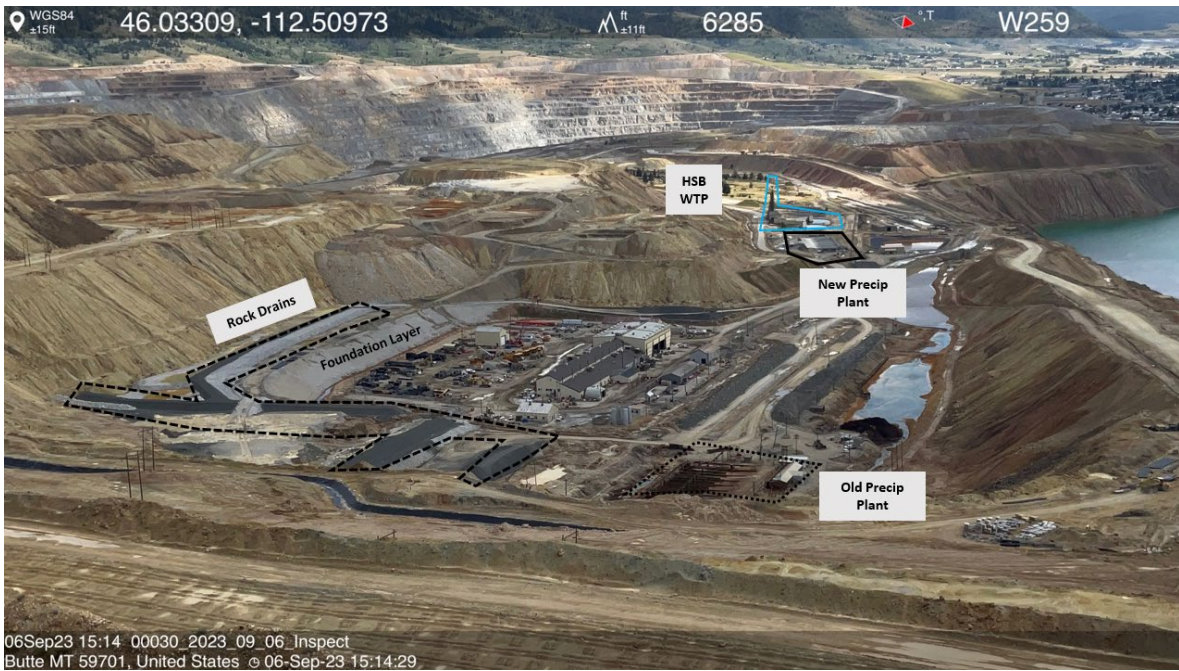 WGS84
±15ft
46.03309, -112.50973
ft
±11ft
6285
°,T
W259
HSB
WTP
New Precip
Plant
Rock Drains
Foundation Layer
Old Precip
Plant
06Sep23 15:14 00030_2023_09_06_Inspect
Butte MT 59701, United States 06-Sep-23 15:14:29